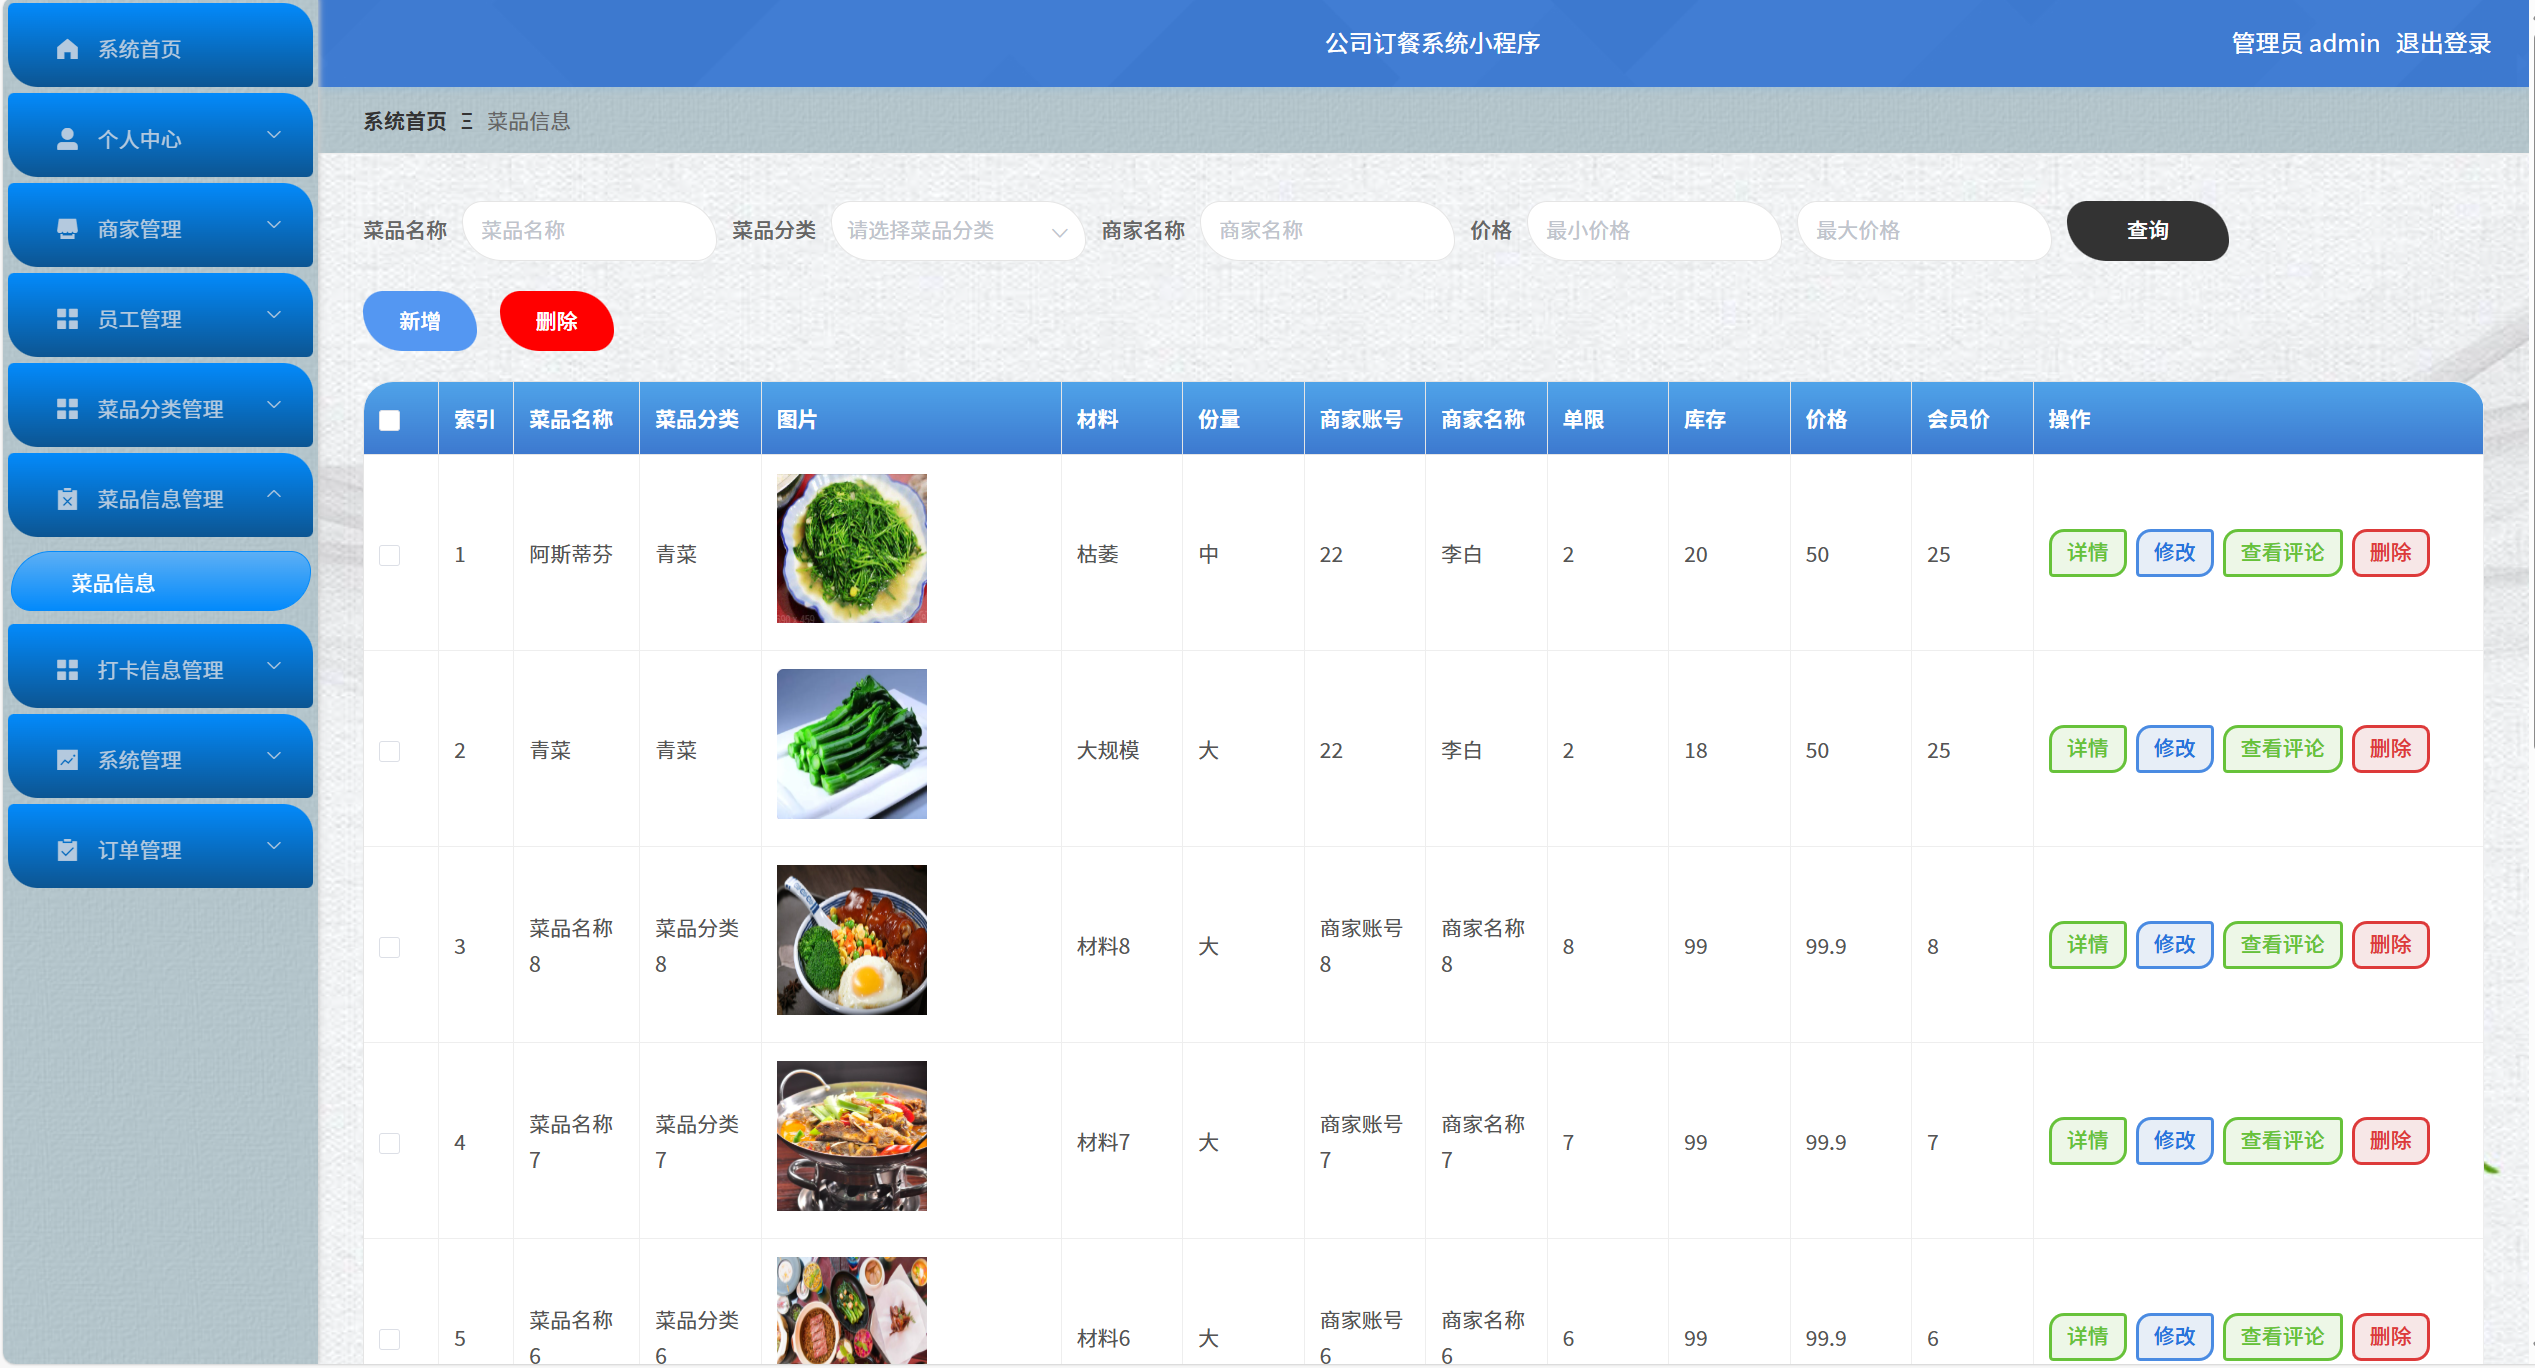 系统首页
个人中心
商家管理
员工管理
菜品分类管理
菜品信息管理
菜品信息
打卡信息管理
系统管理
订单管理
公司订餐系统小程序
管理员 admin 退出登录
系统首页 Ξ 菜品信息
菜品名称 菜品名称 菜品分类 请选择菜品分类 商家名称 商家名称 价格 最小价格 最大价格 查询
新增 删除
索引 菜品名称 菜品分类 图片 材料 份量 商家账号 商家名称 单限 库存 价格 会员价 操作
1 阿斯蒂芬 青菜 枯萎 中 22 李白 2 20 50 25 详情 修改 查看评论 删除
2 青菜 青菜 大规模 大 22 李白 2 18 50 25 详情 修改 查看评论 删除
3 菜品名称8 菜品分类8 材料8 大 商家账号8 商家名称8 8 99 99.9 8 详情 修改 查看评论 删除
4 菜品名称7 菜品分类7 材料7 大 商家账号7 商家名称7 7 99 99.9 7 详情 修改 查看评论 删除
5 菜品名称6 菜品分类6 材料6 大 商家账号6 商家名称6 6 99 99.9 6 详情 修改 查看评论 删除